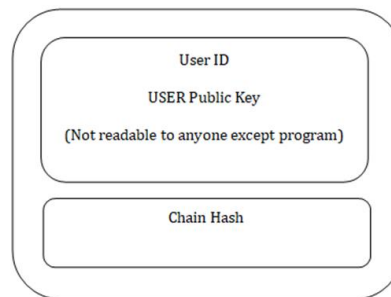 User ID
USER Public Key
(Not readable to anyone except program)
Chain Hash